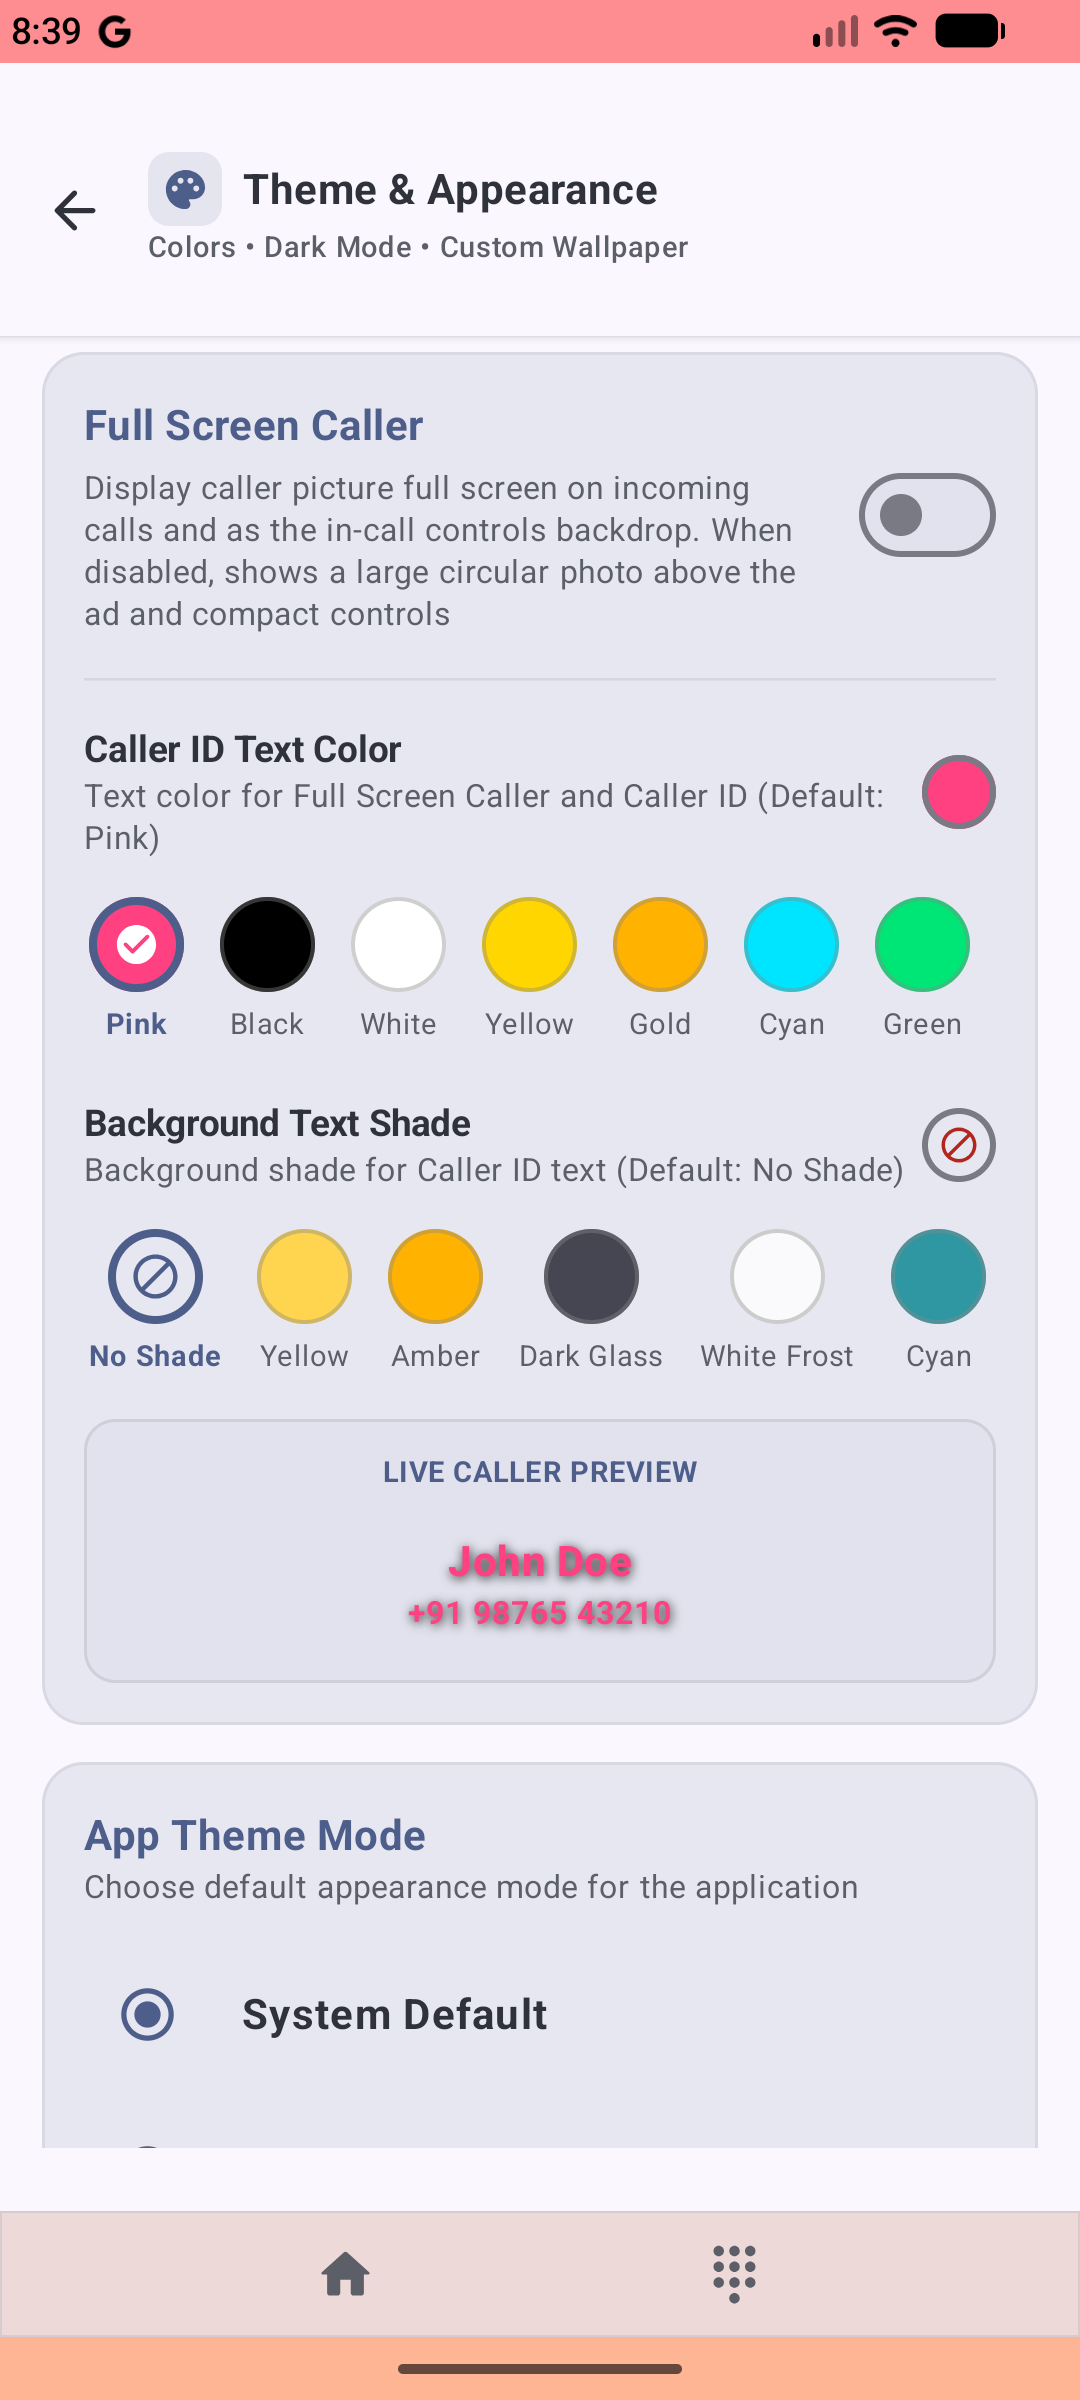 8:39 G
Theme & Appearance
Colors • Dark Mode • Custom Wallpaper
Full Screen Caller
Display caller picture full screen on incoming
calls and as the in-call controls backdrop. When
disabled, shows a large circular photo above the
ad and compact controls
Caller ID Text Color
Text color for Full Screen Caller and Caller ID (Default:
Pink)
Pink Black White Yellow Gold Cyan Green
Background Text Shade
Background shade for Caller ID text (Default: No Shade)
No Shade Yellow Amber Dark Glass White Frost Cyan
LIVE CALLER PREVIEW
John Doe
+91 98765 43210
App Theme Mode
Choose default appearance mode for the application
System Default